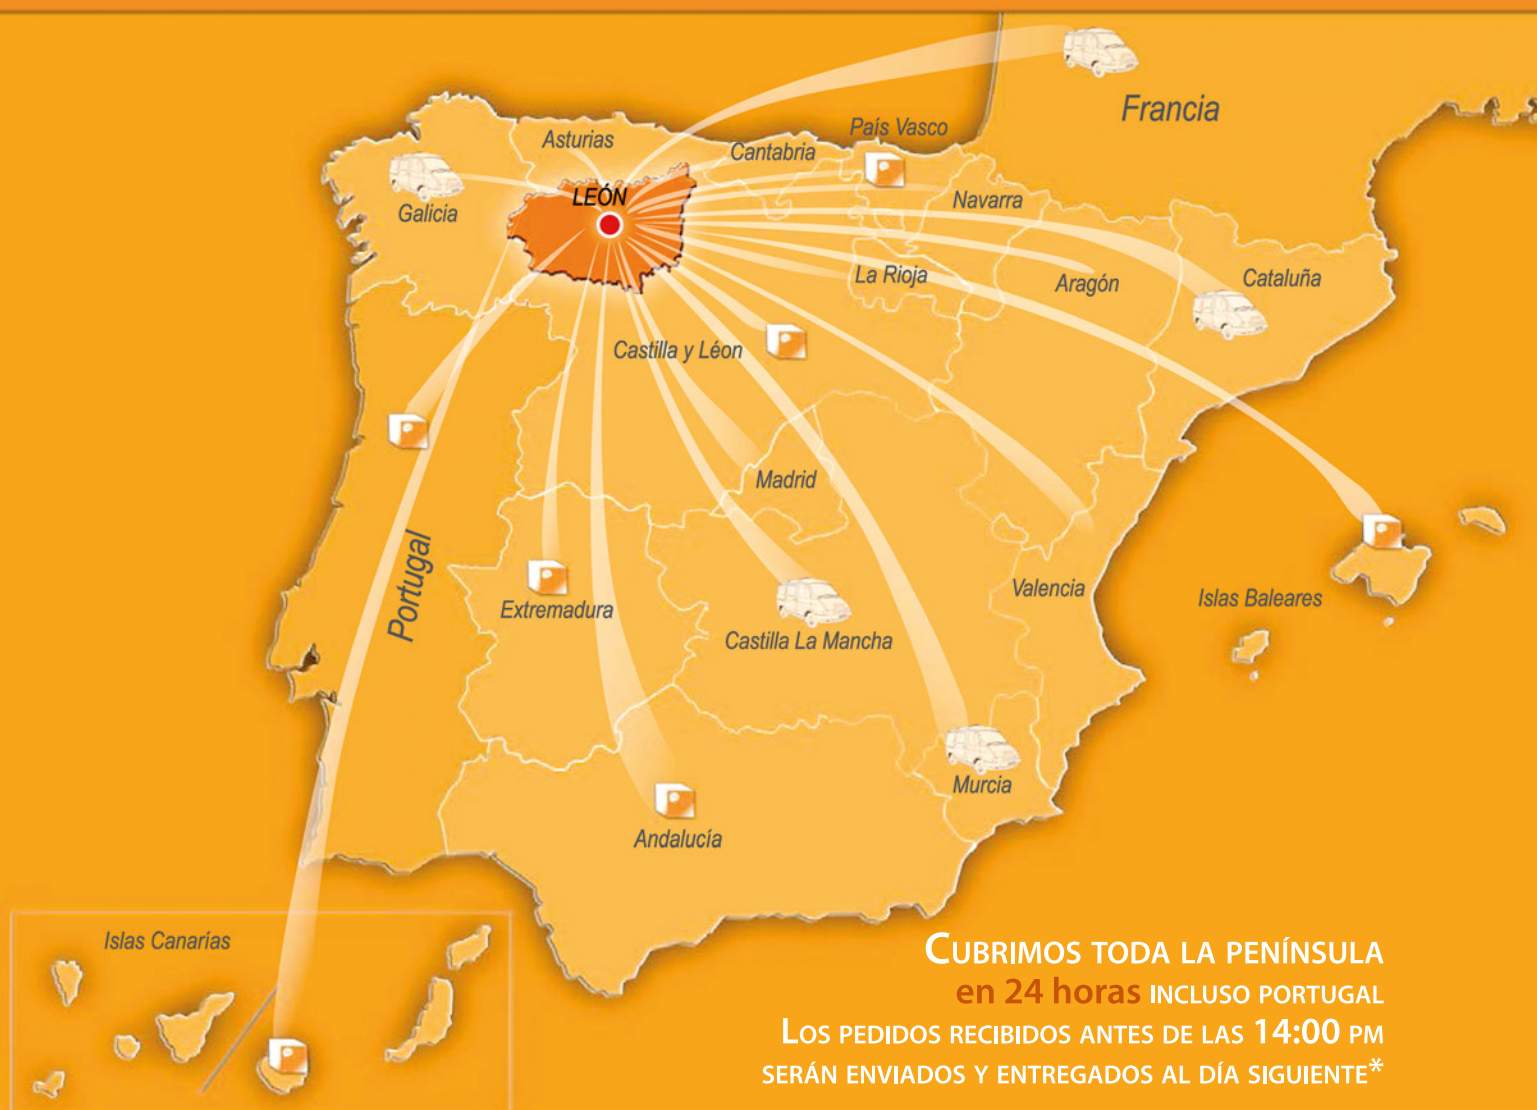 Francia
País Vasco
Asturias
Cantabria
LEÓN
Galicia
Navarra
La Rioja
Aragón
Cataluña
Castilla y Léon
Madrid
Portugal
Extremadura
Castilla La Mancha
Valencia
Islas Baleares
Murcia
Andalucía
Islas Canarías
CUBRIMOS TODA LA PENÍNSULA
en 24 horas INCLUSO PORTUGAL
LOS PEDIDOS RECIBIDOS ANTES DE LAS 14:00 PM
SERÁN ENVIADOS Y ENTREGADOS AL DÍA SIGUIENTE*